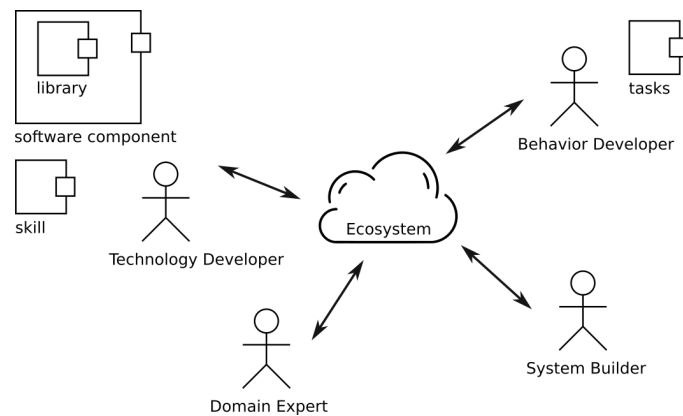 library
software component
skill
Technology Developer
Ecosystem
tasks
Behavior Developer
System Builder
Domain Expert